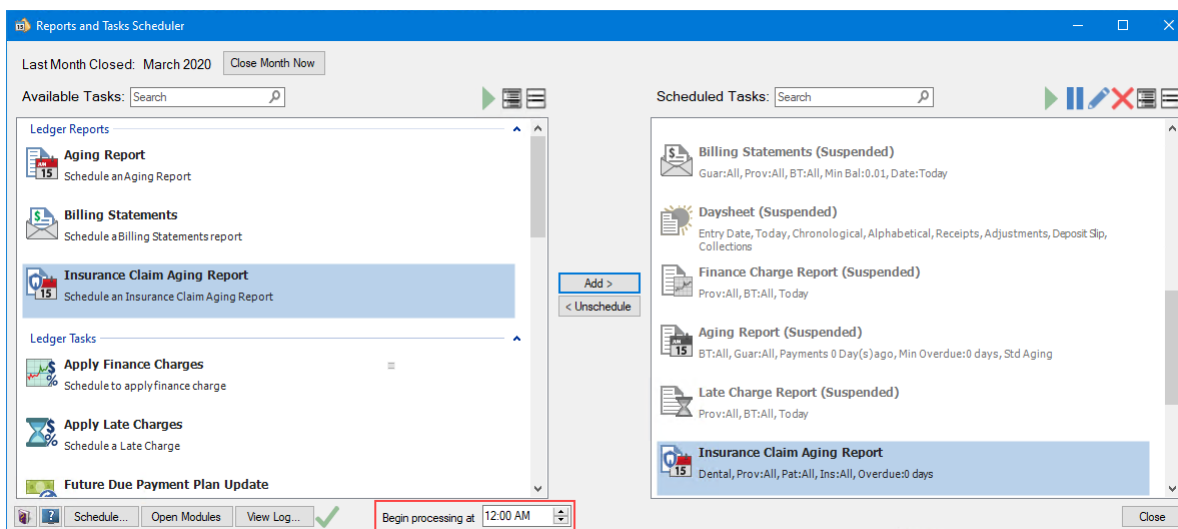 Reports and Tasks Scheduler
Last Month Closed: March 2020 Close Month Now
Available Tasks: Search
Ledger Reports
Aging Report
Schedule an Aging Report
Billing Statements
Schedule a Billing Statements report
Insurance Claim Aging Report
Schedule an Insurance Claim Aging Report
Ledger Tasks
Apply Finance Charges
Schedule to apply finance charge
Apply Late Charges
Schedule a Late Charge
Future Due Payment Plan Update
Add >
< Unschedule
Scheduled Tasks: Search
Billing Statements (Suspended)
Guar:All, Prov:All, BT:All, Min Bal:0.01, Date:Today
Daysheet (Suspended)
Entry Date, Today, Chronological, Alphabetical, Receipts, Adjustments, Deposit Slip,
Collections
Finance Charge Report (Suspended)
Prov:All, BT:All, Today
Aging Report (Suspended)
BT:All, Guar:All, Payments 0 Day(s)ago, Min Overdue:0 days, Std Aging
Late Charge Report (Suspended)
Prov:All, BT:All, Today
Insurance Claim Aging Report
Dental, Prov:All, Pat:All, Ins:All, Overdue:0 days
Schedule... Open Modules View Log... Begin processing at 12:00 AM Close